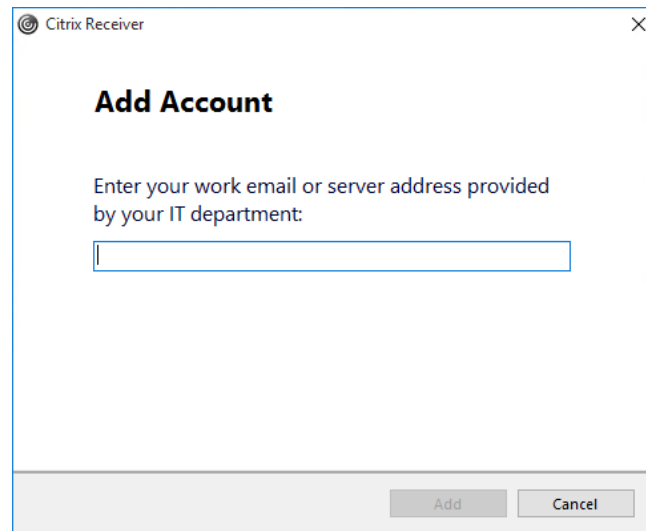 Citrix Receiver
Add Account
Enter your work email or server address provided
by your IT department:
Add
Cancel